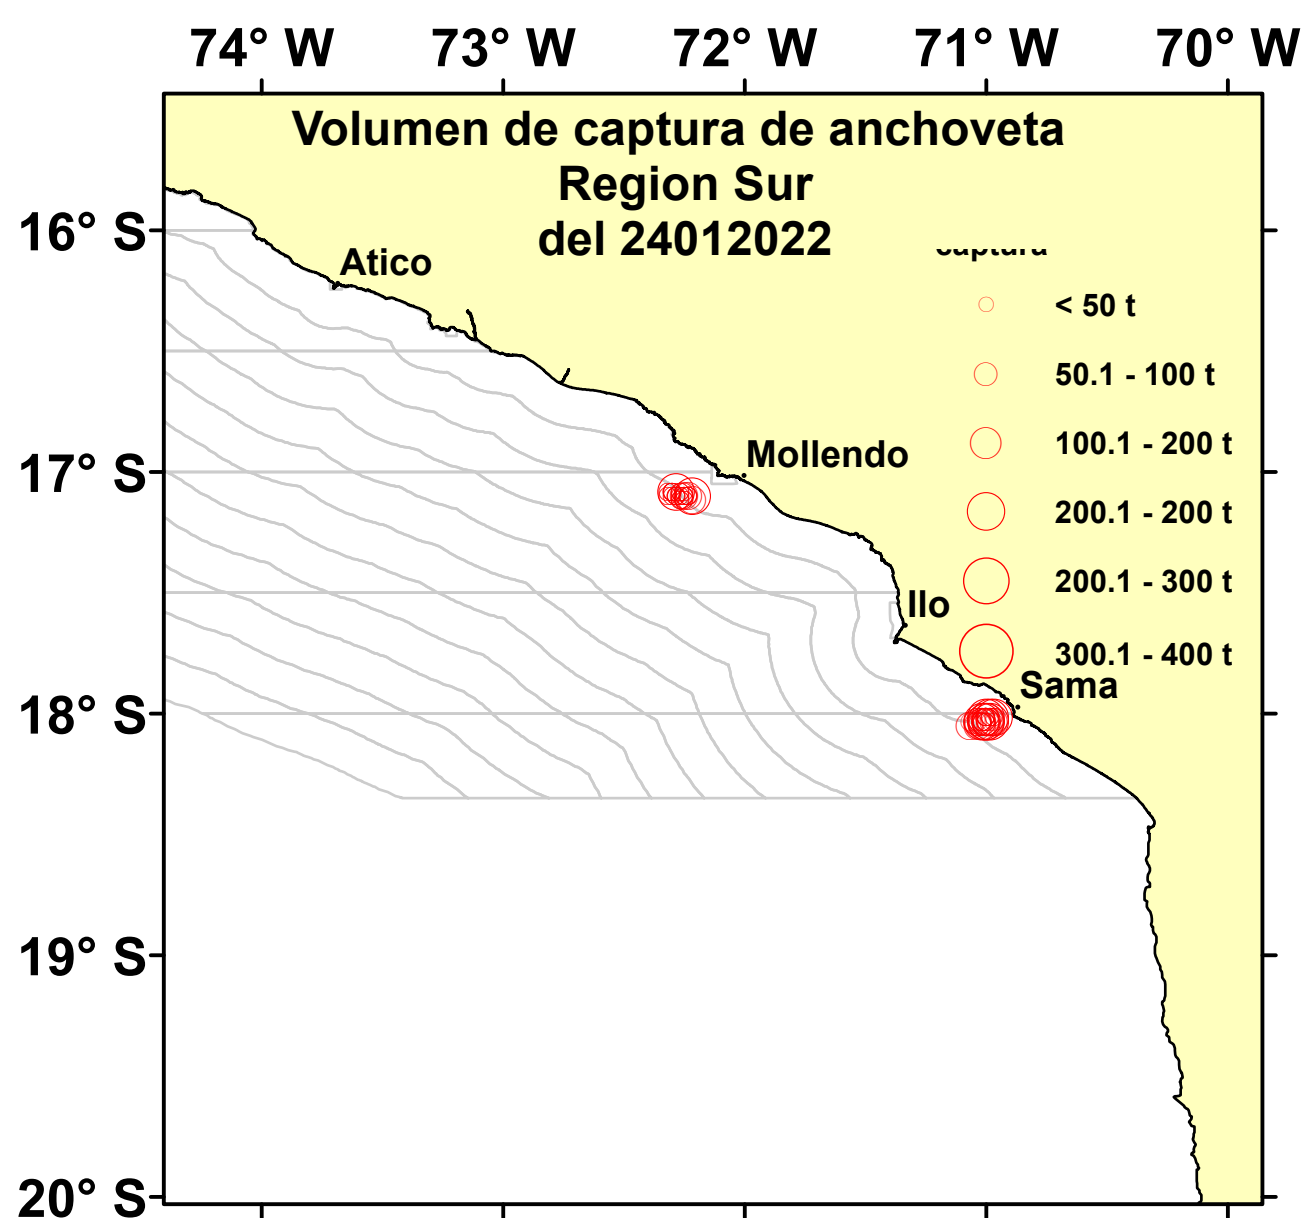 74° W 73° W 72° W 71° W 70° W
Volumen de captura de anchoveta
Region Sur
del 24012022
16° S
captura
Atico
< 50 t
50.1 - 100 t
100.1 - 200 t
Mollendo
17° S
200.1 - 200 t
200.1 - 300 t
Ilo
300.1 - 400 t
Sama
18° S
19° S
20° S